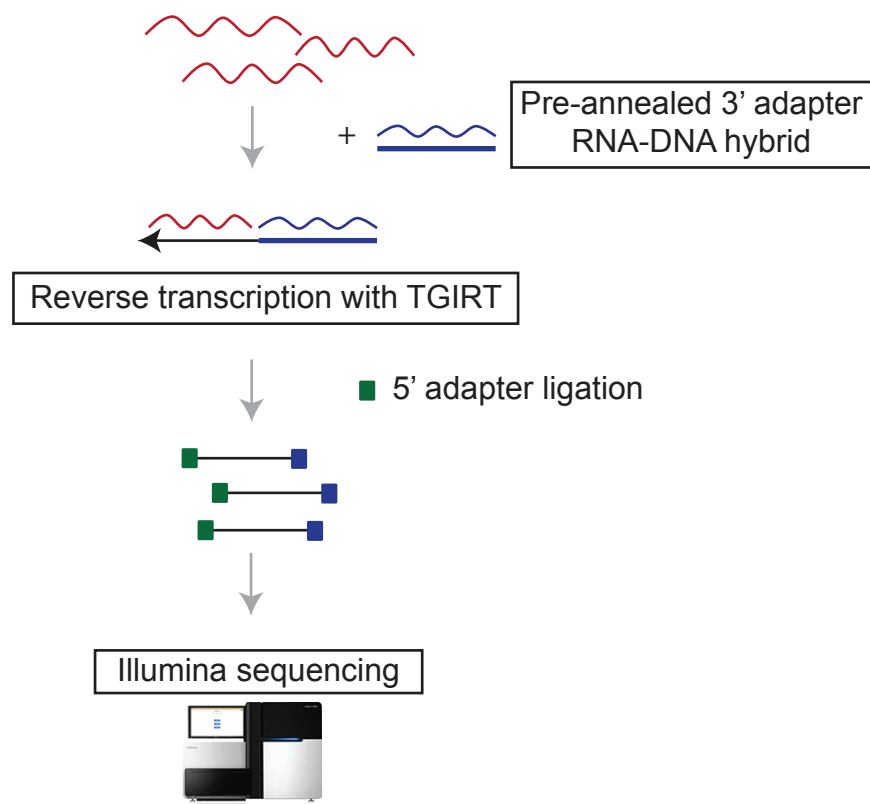 Pre-annealed 3’ adapter
+
RNA-DNA hybrid
Reverse transcription with TGIRT
5’ adapter ligation
Illumina sequencing